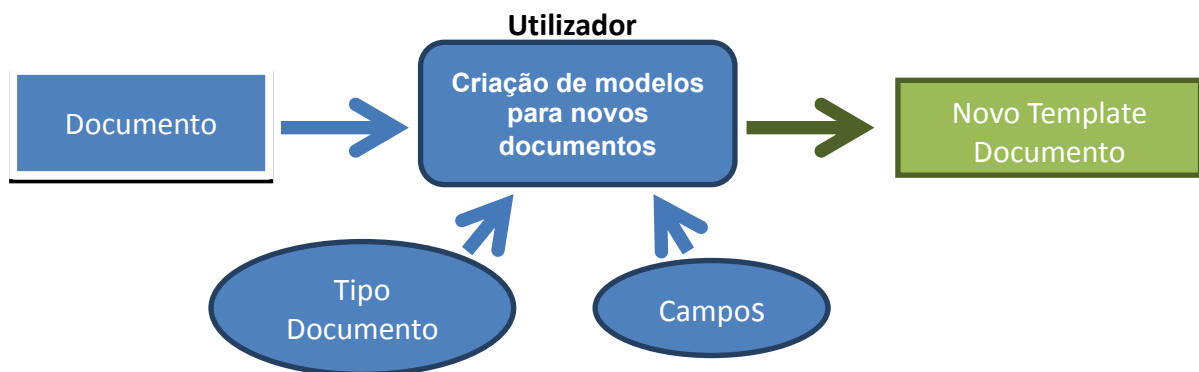 Utilizador
Documento
Criação de modelos
para novos
documentos
Novo Template
Documento
Tipo
Documento
Campos